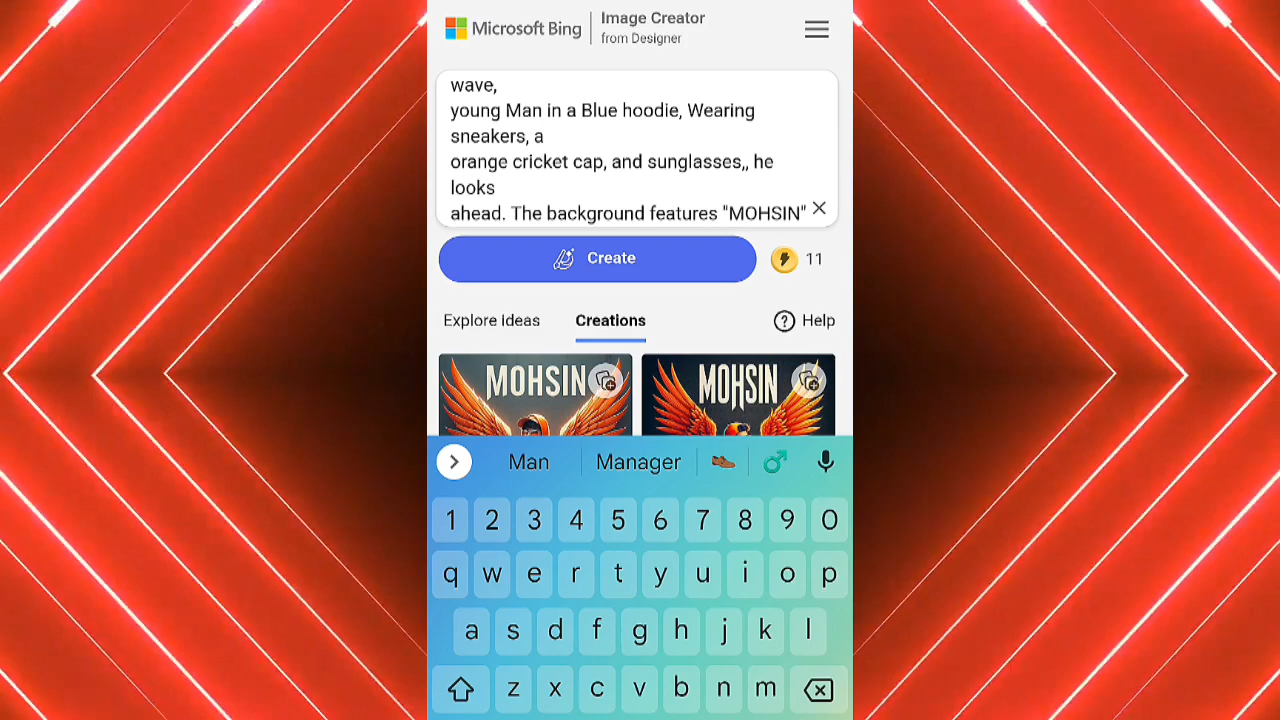 Microsoft Bing
Image Creator
from Designer
wave,
young Man in a Blue hoodie, Wearing
sneakers, a
orange cricket cap, and sunglasses,, he
looks
ahead. The background features "MOHSIN"
Create
11
Explore Ideas
Creations
Help
MOHSIN
MOHSIN
Man
Manager
1 2 3 4 5 6 7 8 9 0
q w e r t y u i o p
a s d f g h j k l
z x c v b n m